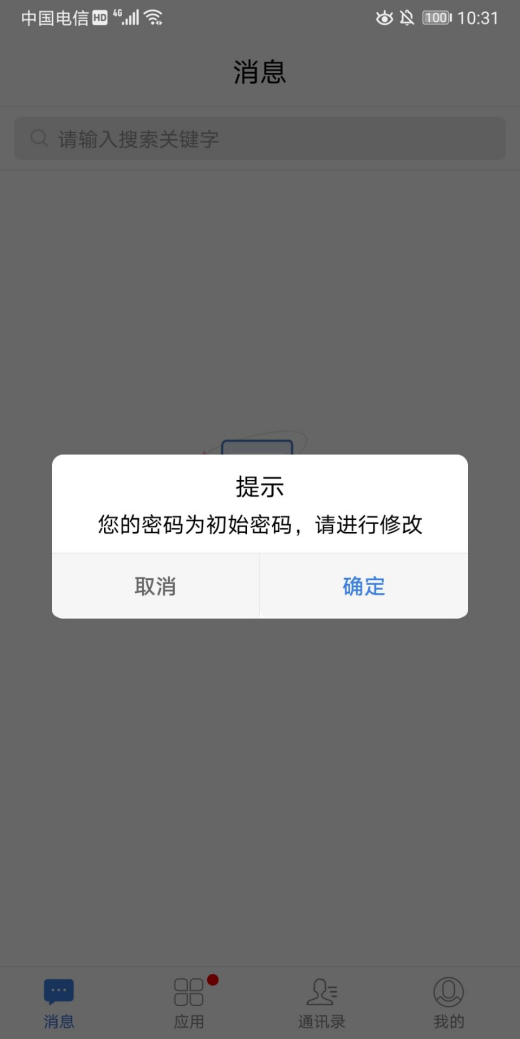 中国电信 HD 4G 100 10:31
消息
请输入搜索关键字
提示
您的密码为初始密码，请进行修改
取消 确定
消息 应用 通讯录 我的